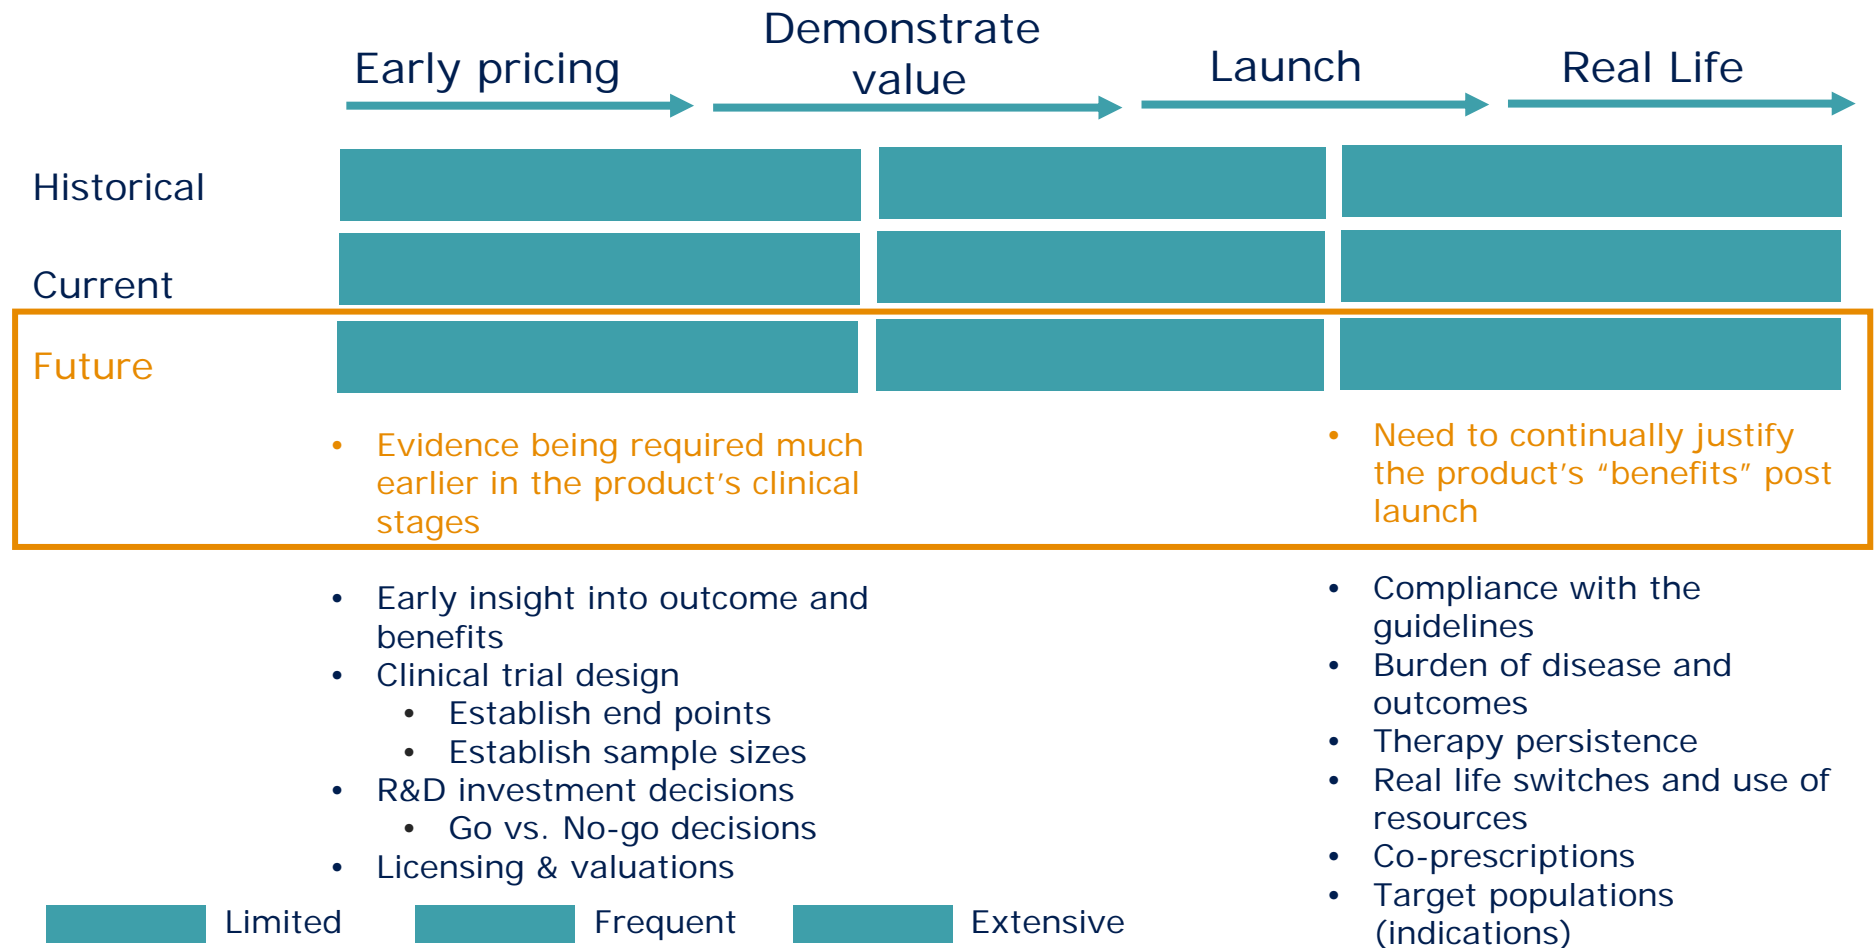 Early pricing
Demonstrate
value
Launch
Real Life
Historical
Current
Future
• Evidence being required much
earlier in the product's clinical
stages
• Need to continually justify
the product's “benefits” post
launch
• Early insight into outcome and
benefits
• Clinical trial design
• Establish end points
• Establish sample sizes
• R&D investment decisions
• Go vs. No-go decisions
• Licensing & valuations
• Compliance with the
guidelines
• Burden of disease and
outcomes
• Therapy persistence
• Real life switches and use of
resources
• Co-prescriptions
• Target populations
(indications)
Limited
Frequent
Extensive